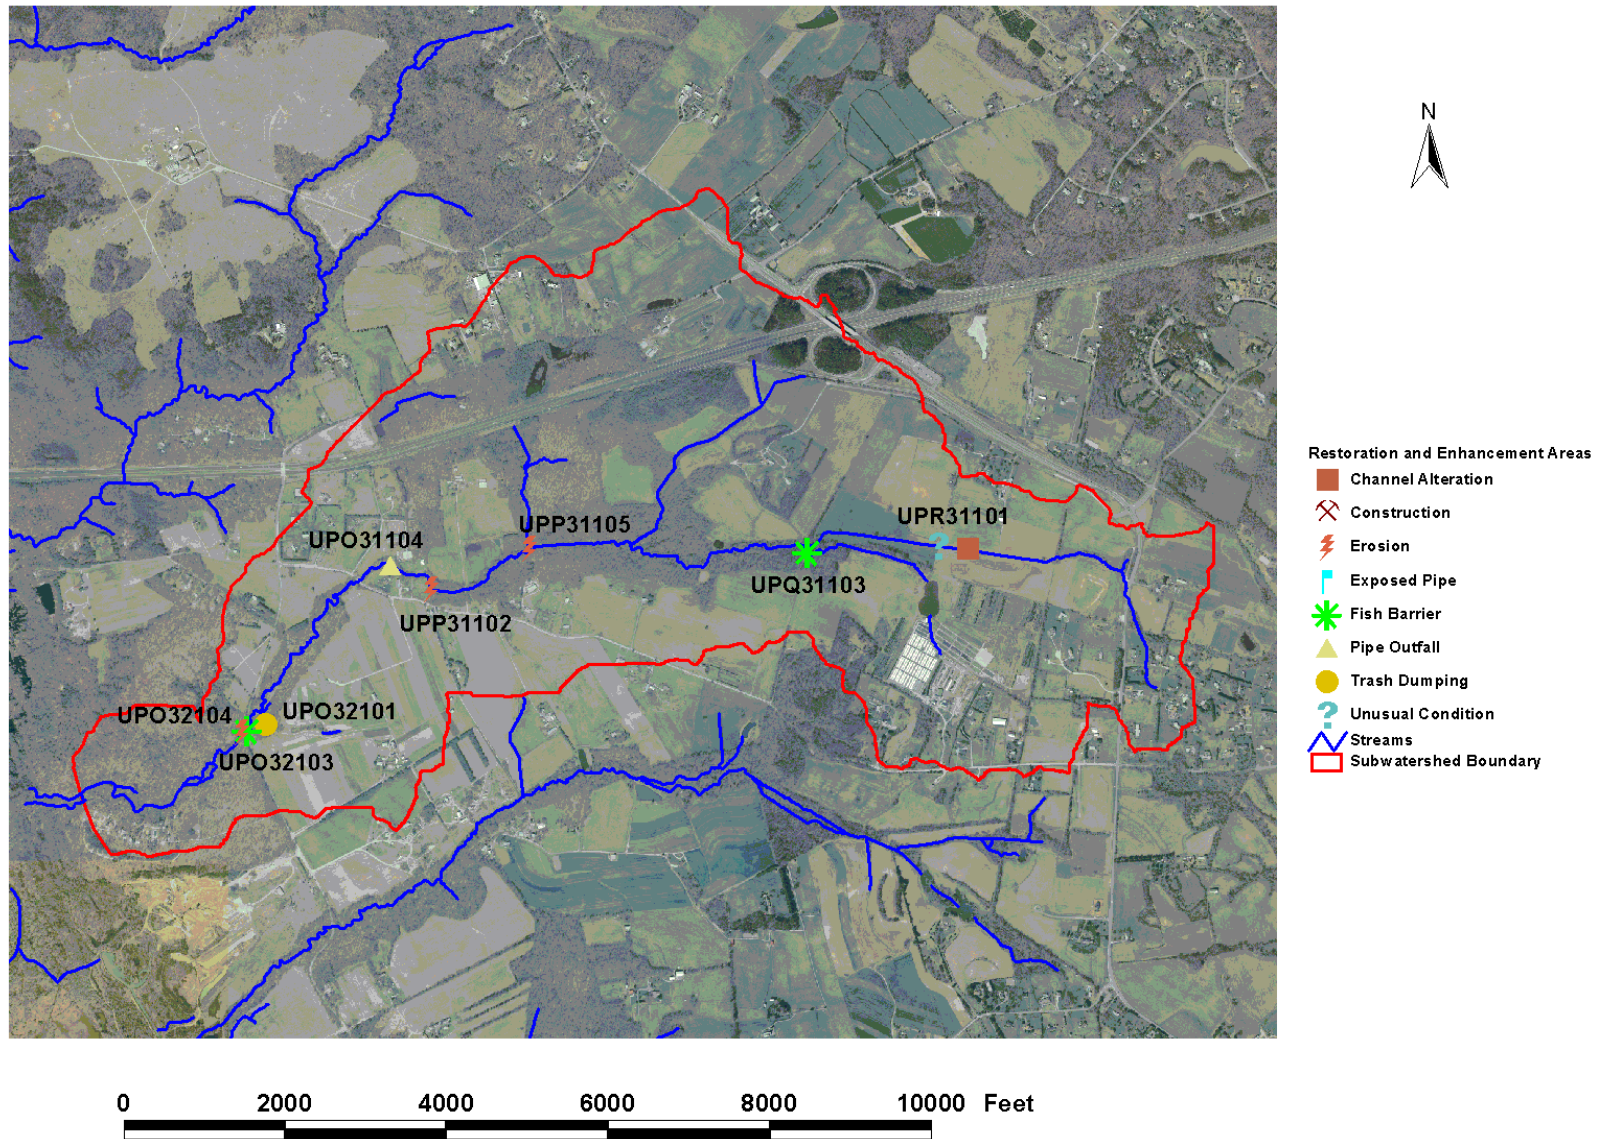 N
UPR31101
UPP31105
UPO31104
UPQ31103
UPP31102
UPO32104
UPO32101
UPO32103
Restoration and Enhancement Areas
Channel Alteration
Construction
Erosion
Exposed Pipe
Fish Barrier
Pipe Outfall
Trash Dumping
? Unusual Condition
Streams
Subwatershed Boundary
0 2000 4000 6000 8000 10000 Feet